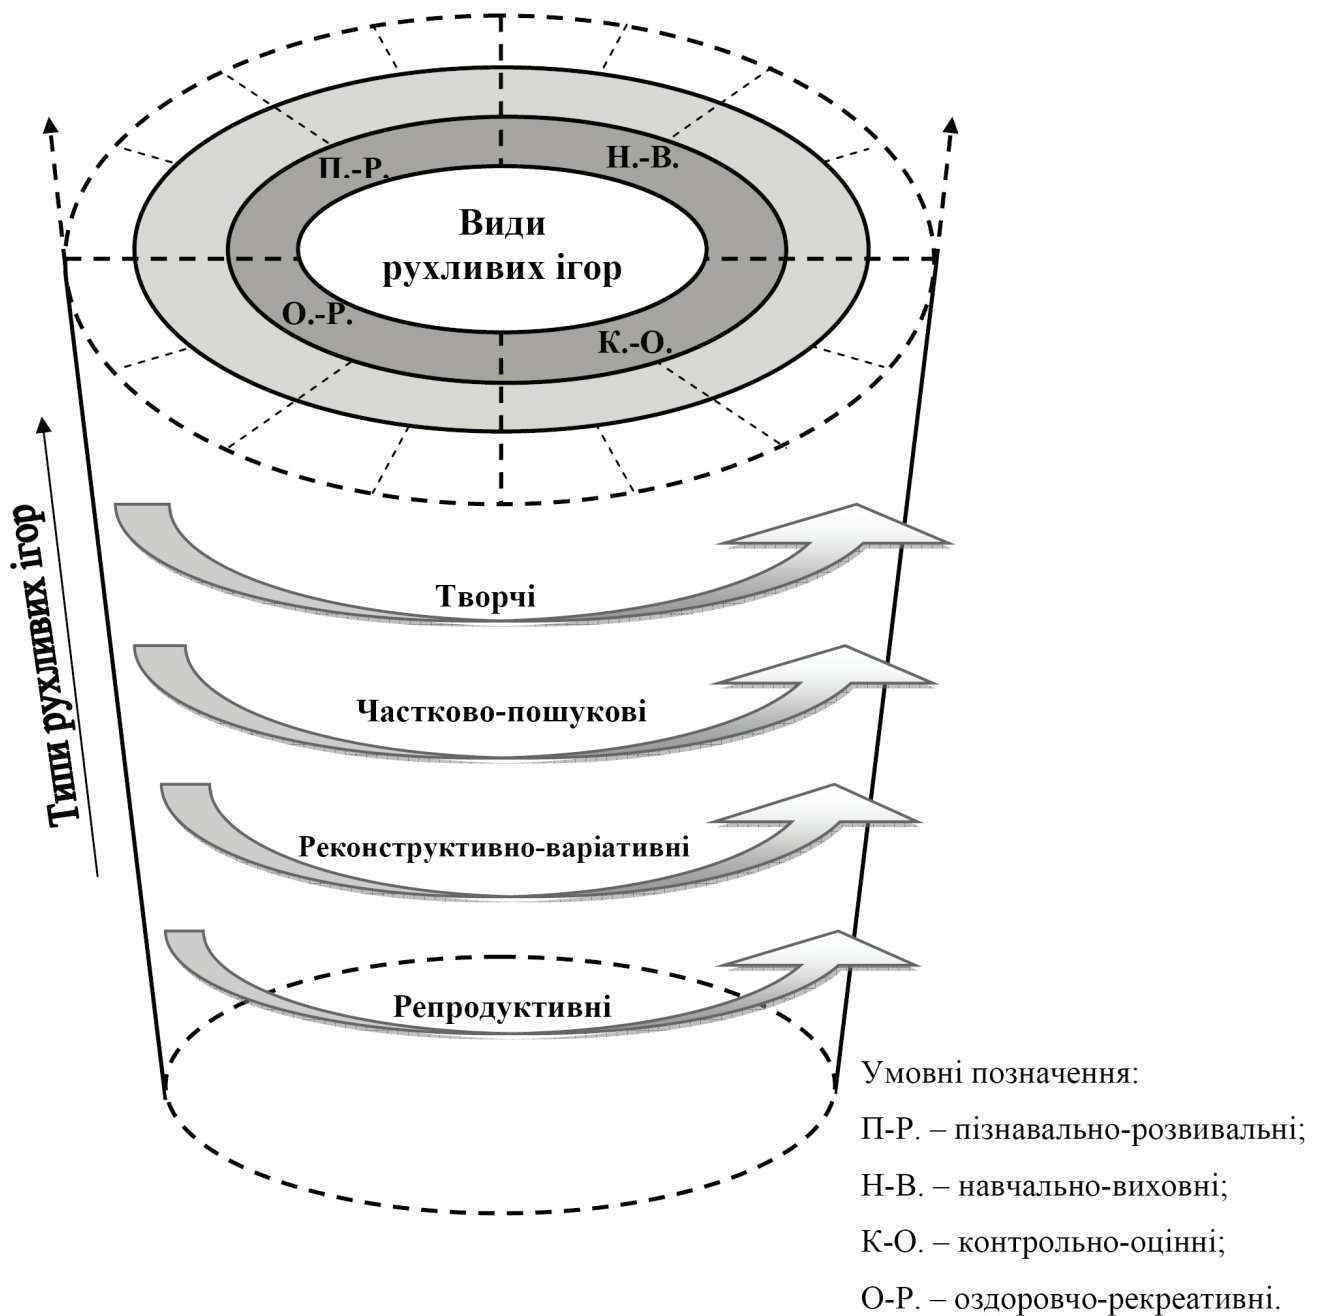 П.-Р.
Н.-В.
Види
рухливих ігор
О.-Р.
К.-О.
Типи рухливих ігор
Творчі
Частково-пошукові
Реконструктивно-варіативні
Репродуктивні
Умовні позначення:
П-Р. – пізнавально-розвивальні;
Н-В. – навчально-виховні;
К-О. – контрольно-оцінні;
О-Р. – оздоровчо-рекреативні.